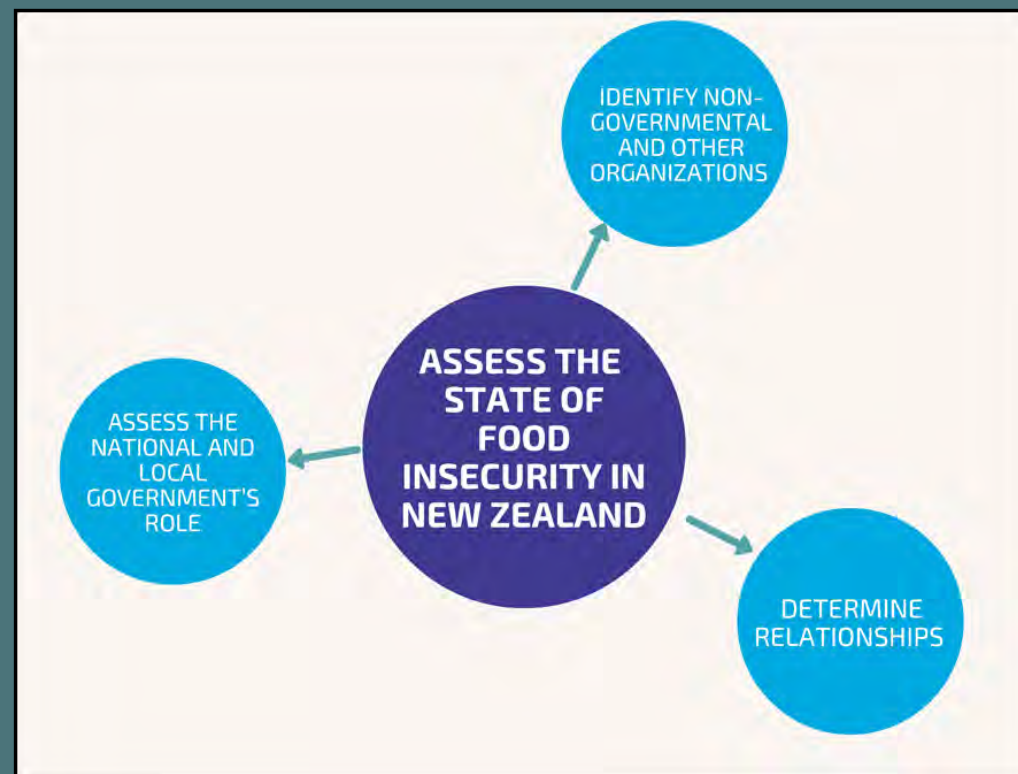 IDENTIFY NON-
GOVERNMENTAL
AND OTHER
ORGANIZATIONS
ASSESS THE
STATE OF
FOOD
INSECURITY IN
NEW ZEALAND
ASSESS THE
NATIONAL AND
LOCAL
GOVERNMENT'S
ROLE
DETERMINE
RELATIONSHIPS